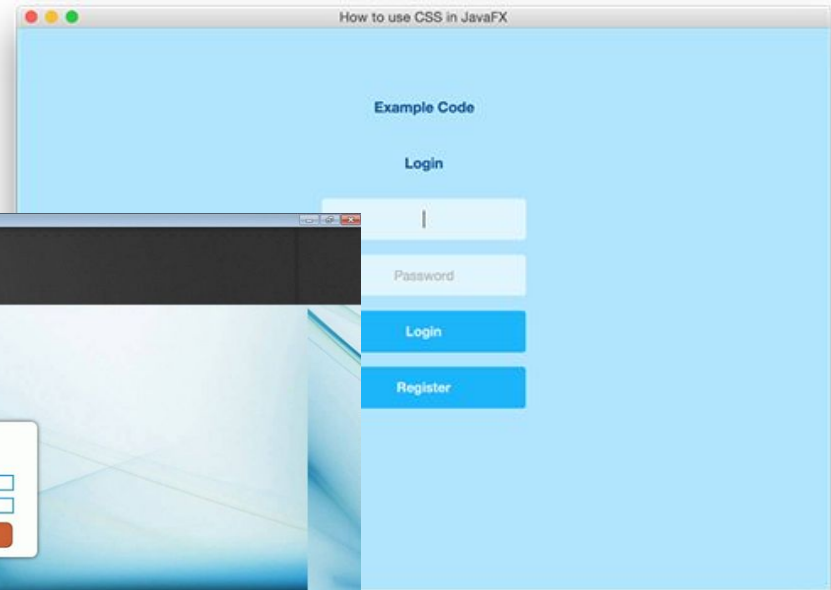 How to use CSS in JavaFX
Example Code
Login
Password
Login
Register